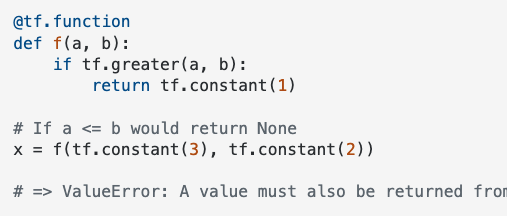 @tf.function
def f(a, b):
    if tf.greater(a, b):
        return tf.constant(1)
# If a <= b would return None
x = f(tf.constant(3), tf.constant(2))
# => ValueError: A value must also be returned from